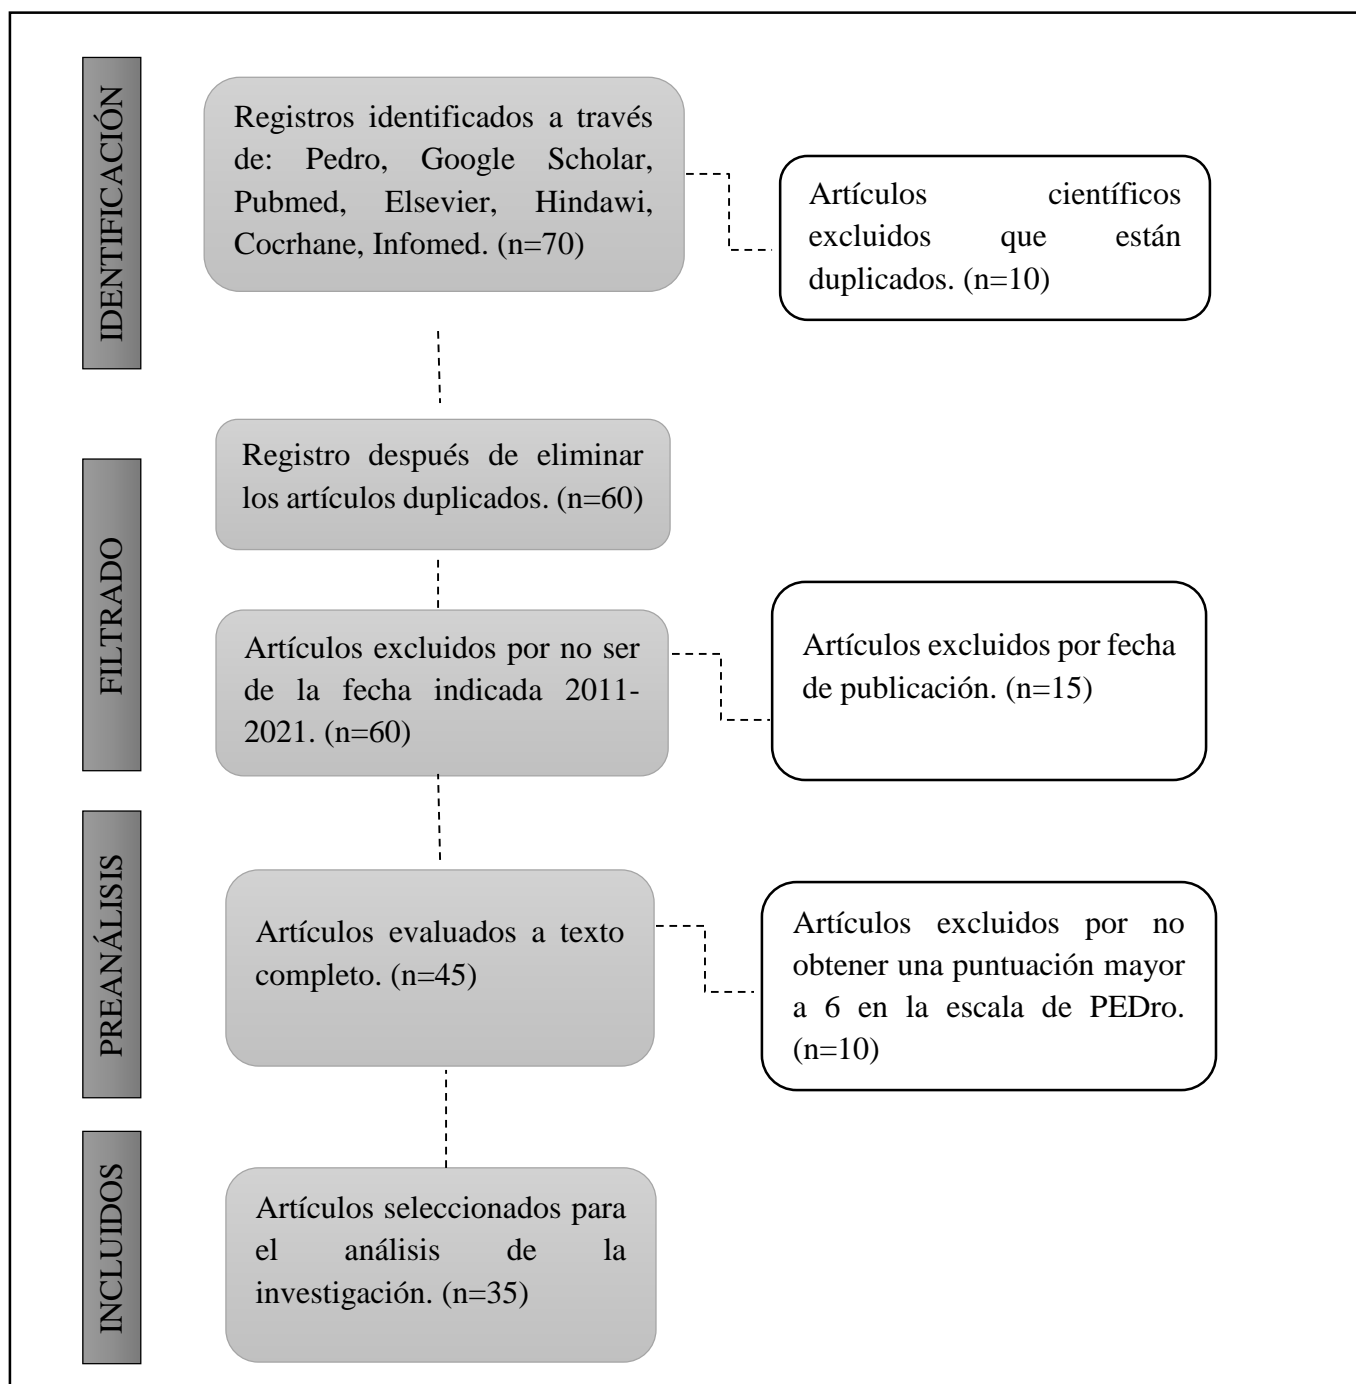 IDENTIFICACIÓN
Registros identificados a través
de: Pedro, Google Scholar,
Pubmed, Elsevier, Hindawi,
Cocrhane, Infomed. (n=70)
Artículos científicos
excluidos que están
duplicados. (n=10)
FILTRADO
Registro después de eliminar
los artículos duplicados. (n=60)
Artículos excluidos por no ser
de la fecha indicada 2011-
2021. (n=60)
Artículos excluidos por fecha
de publicación. (n=15)
PREANÁLISIS
Artículos evaluados a texto
completo. (n=45)
Artículos excluidos por no
obtener una puntuación mayor
a 6 en la escala de PEDro.
(n=10)
INCLUIDOS
Artículos seleccionados para
el análisis de la
investigación. (n=35)